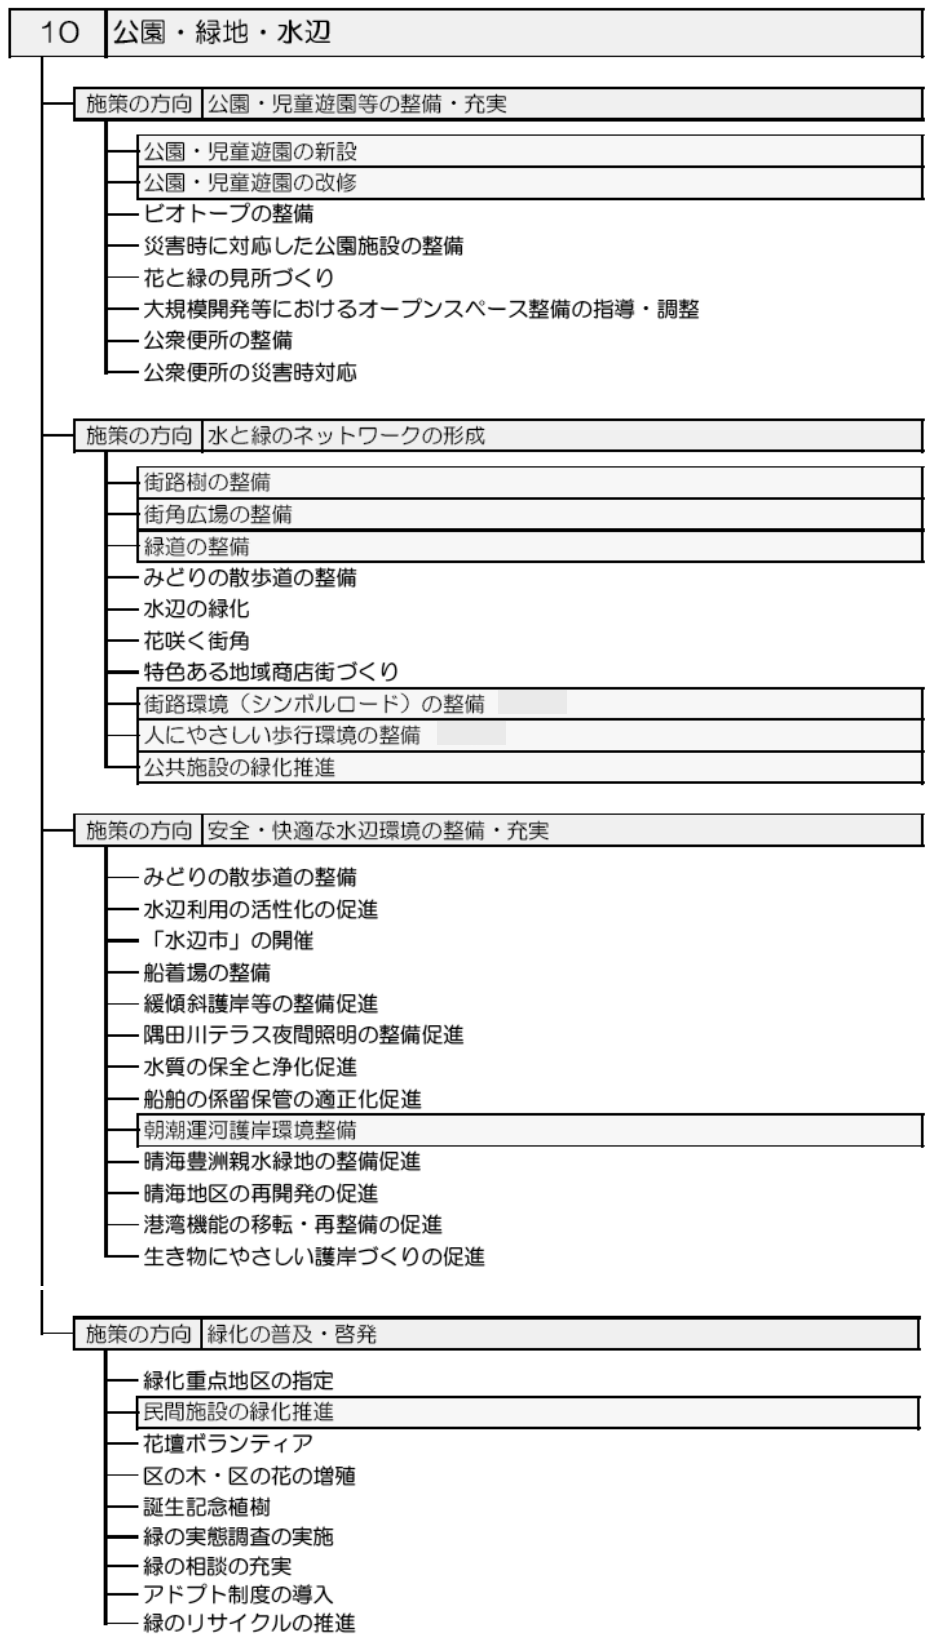 10 公園・緑地・水辺
施策の方向 公園・児童遊園等の整備・充実
公園・児童遊園の新設
公園・児童遊園の改修
ビオトープの整備
災害時に対応した公園施設の整備
花と緑の見所づくり
大規模開発等におけるオープンスペース整備の指導・調整
公衆便所の整備
公衆便所の災害時対応
施策の方向 水と緑のネットワークの形成
街路樹の整備
街角広場の整備
緑道の整備
みどりの散歩道の整備
水辺の緑化
花咲く街角
特色ある地域商店街づくり
街路環境（シンボルロード）の整備
人にやさしい歩行環境の整備
公共施設の緑化推進
施策の方向 安全・快適な水辺環境の整備・充実
みどりの散歩道の整備
水辺利用の活性化の促進
「水辺市」の開催
船着場の整備
緩傾斜護岸等の整備促進
隅田川テラス夜間照明の整備促進
水質の保全と浄化促進
船舶の係留保管の適正化促進
朝潮運河護岸環境整備
晴海豊洲親水緑地の整備促進
晴海地区の再開発の促進
港湾機能の移転・再整備の促進
生き物にやさしい護岸づくりの促進
施策の方向 緑化の普及・啓発
緑化重点地区の指定
民間施設の緑化推進
花壇ボランティア
区の木・区の花の増殖
誕生記念植樹
緑の実態調査の実施
緑の相談の充実
アドプト制度の導入
緑のリサイクルの推進